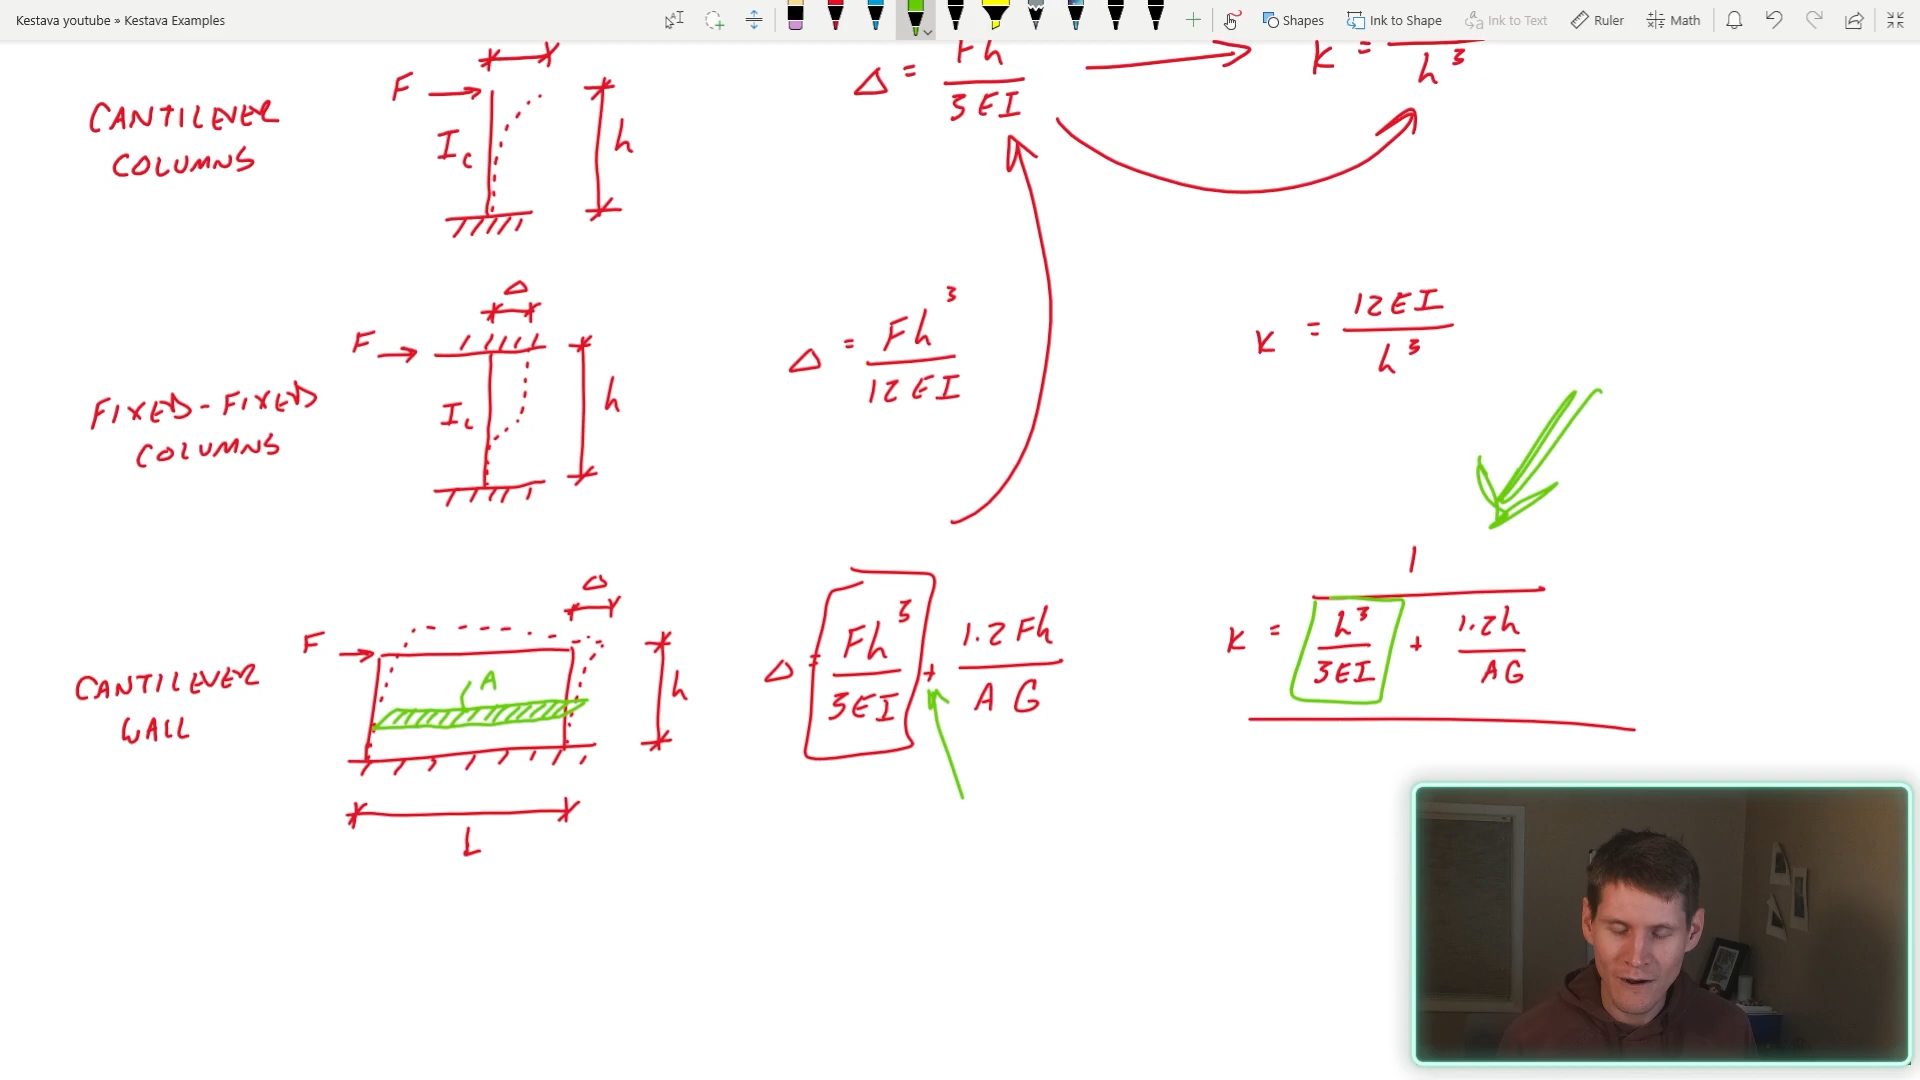 Kestava youtube » Kestava Examples
Shapes
Ink to Shape
Ink to Text
Ruler
Math
CANTILEVER
COLUMNS
F
I_c
h
Δ = Fh / 3EI
K = / h³
FIXED-FIXED
COLUMNS
Δ
F
I_c
h
Δ = Fh³ / 12EI
K = 12EI / h³
CANTILEVER
WALL
Δ
F
A
h
L
Δ = Fh³ / 3EI + 1.2Fh / AG
K = 1 / (h³ / 3EI + 1.2h / AG)